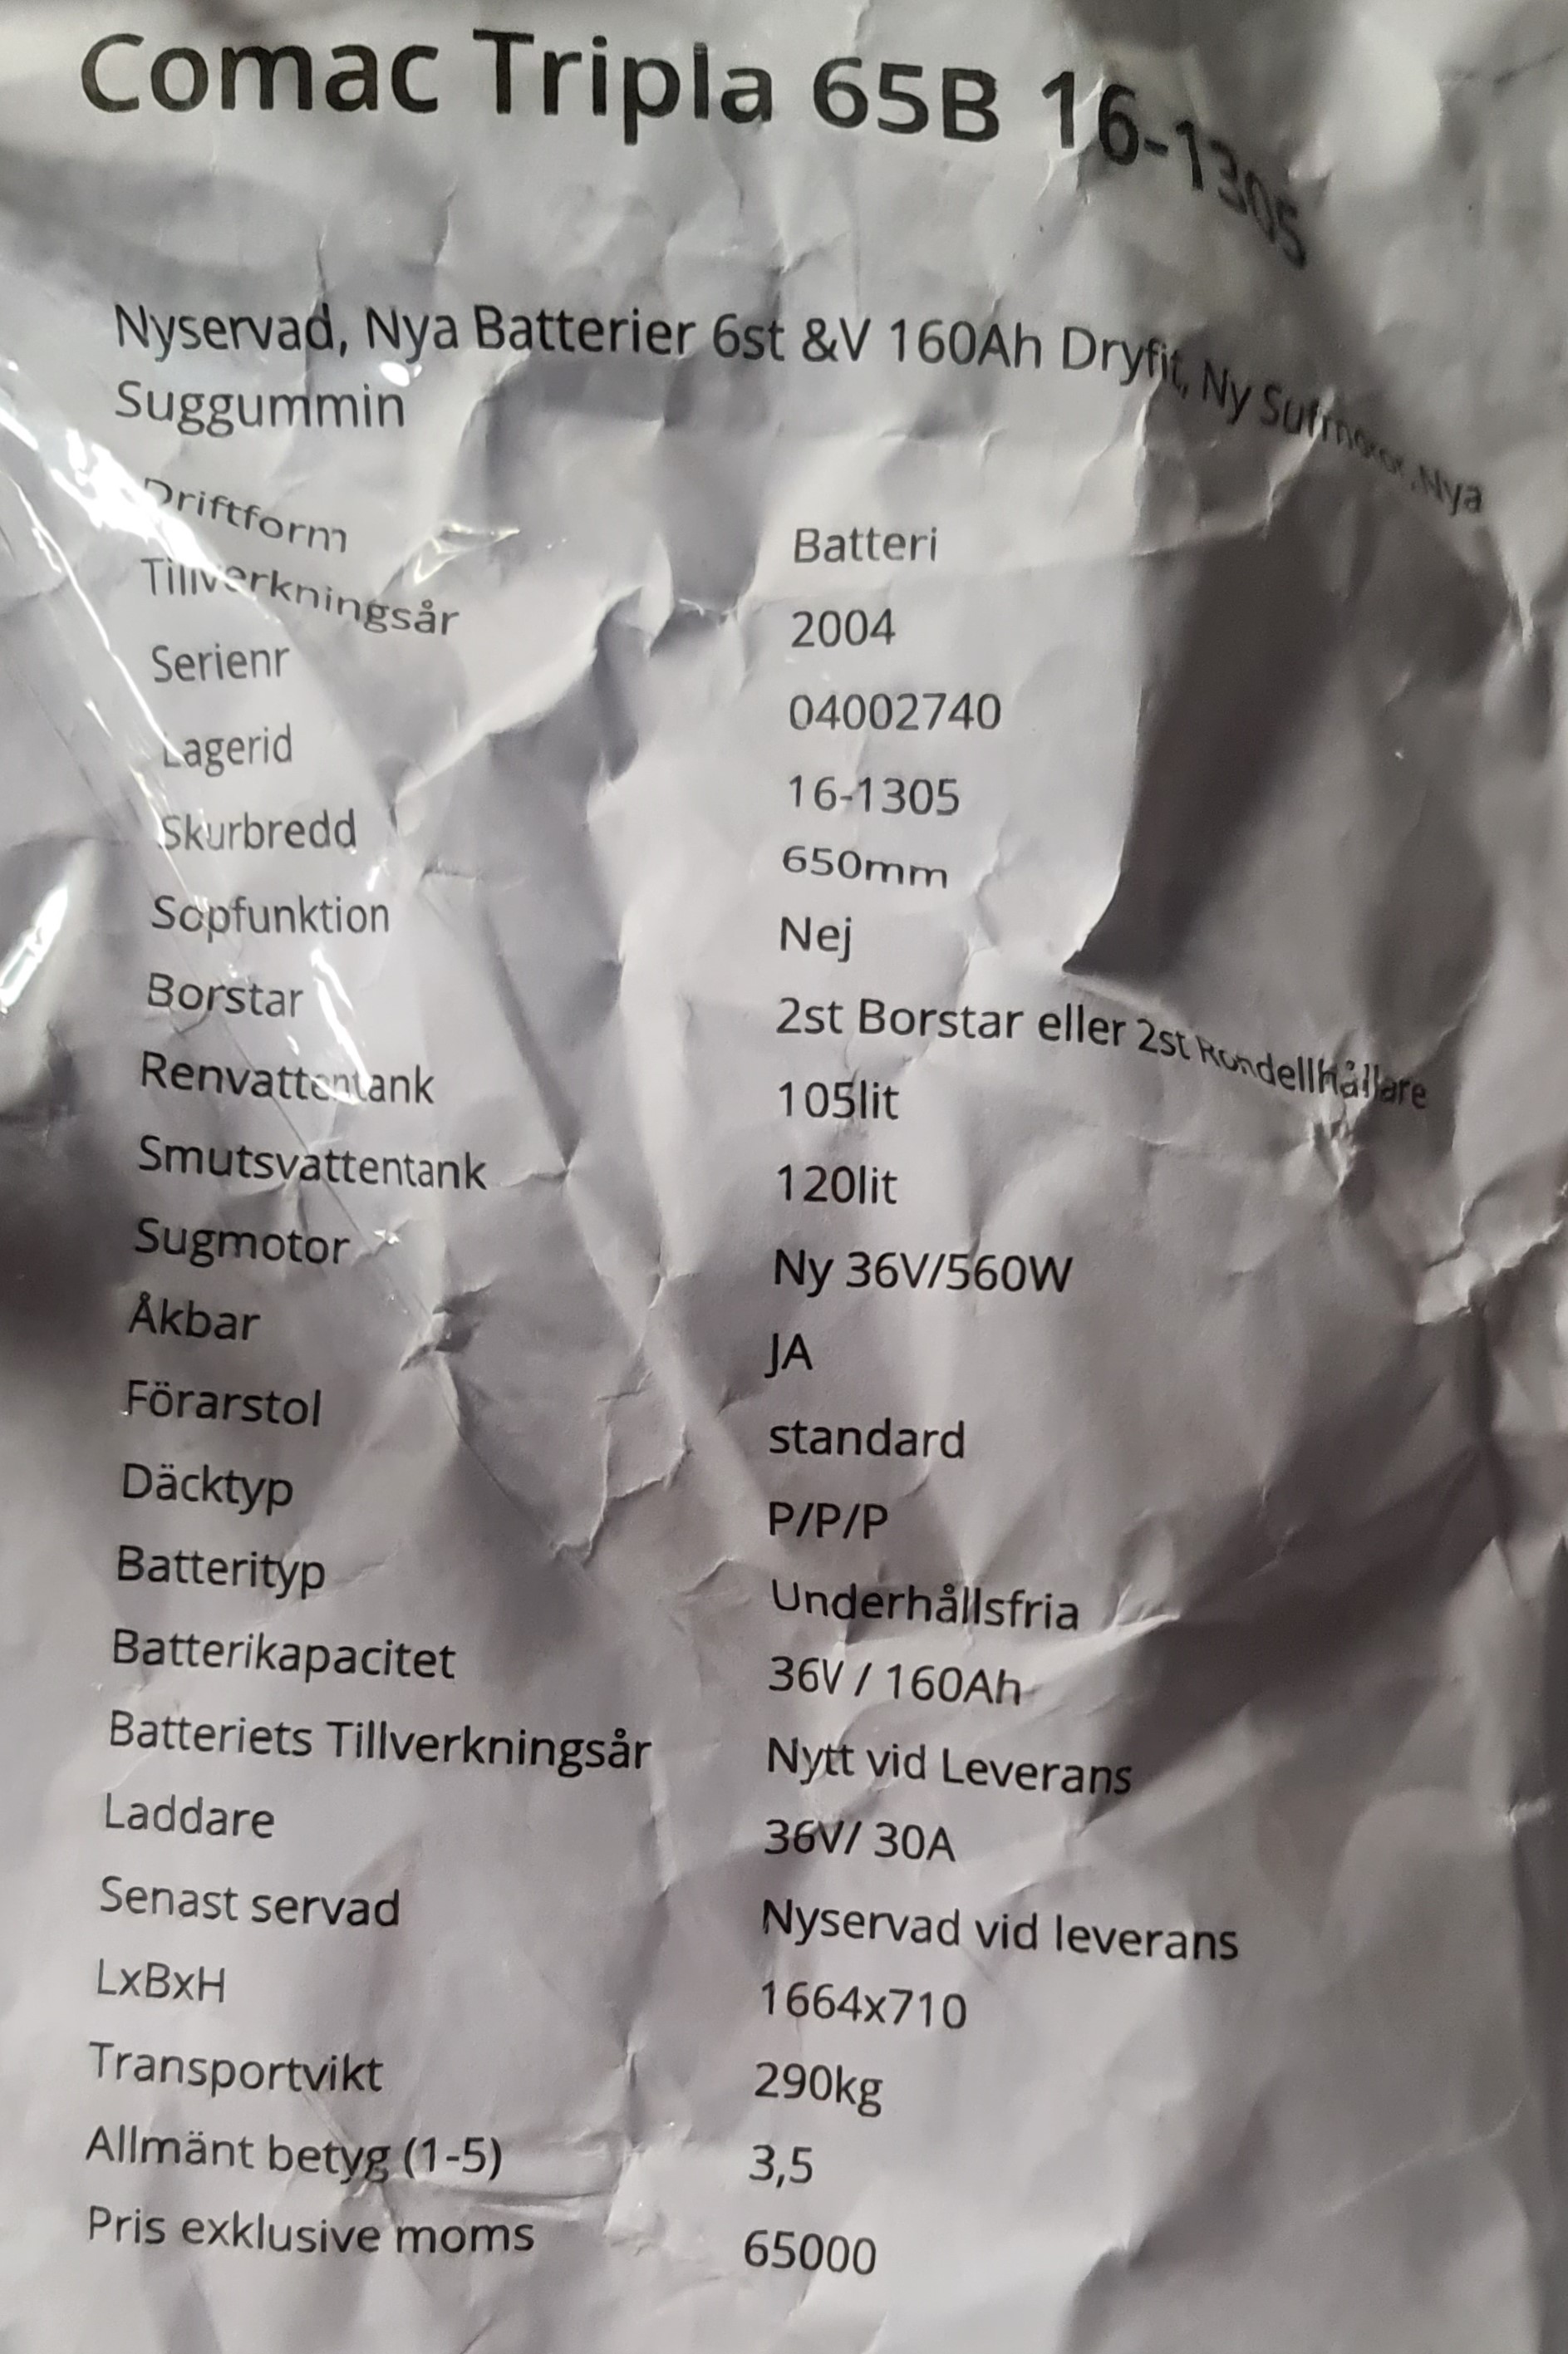 Comac Tripla 65B 16-1305
Nyservad, Nya Batterier 6st &V 160Ah Dryfit, Ny Sufmotor,Nya
Suggummin
Driftform Batteri
Tillverkningsår 2004
Serienr 04002740
Lagerid 16-1305
Skurbredd 650mm
Sopfunktion Nej
Borstar 2st Borstar eller 2st Rondellhållare
Renvattentank 105lit
Smutsvattentank 120lit
Sugmotor Ny 36V/560W
Åkbar JA
Förarstol standard
Däcktyp P/P/P
Batterityp Underhållsfria
Batterikapacitet 36V / 160Ah
Batteriets Tillverkningsår Nytt vid Leverans
Laddare 36V/ 30A
Senast servad Nyservad vid leverans
LxBxH 1664x710
Transportvikt 290kg
Allmänt betyg (1-5) 3,5
Pris exklusive moms 65000